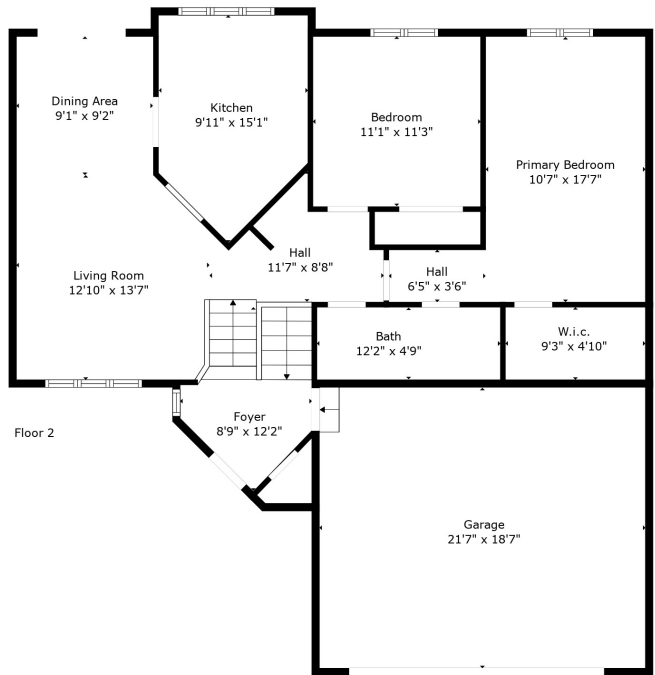 Dining Area
9'1" x 9'2"
Kitchen
9'11" x 15'1"
Bedroom
11'1" x 11'3"
Primary Bedroom
10'7" x 17'7"
Hall
11'7" x 8'8"
Living Room
12'10" x 13'7"
Hall
6'5" x 3'6"
Bath
12'2" x 4'9"
W.i.c.
9'3" x 4'10"
Foyer
8'9" x 12'2"
Floor 2
Garage
21'7" x 18'7"